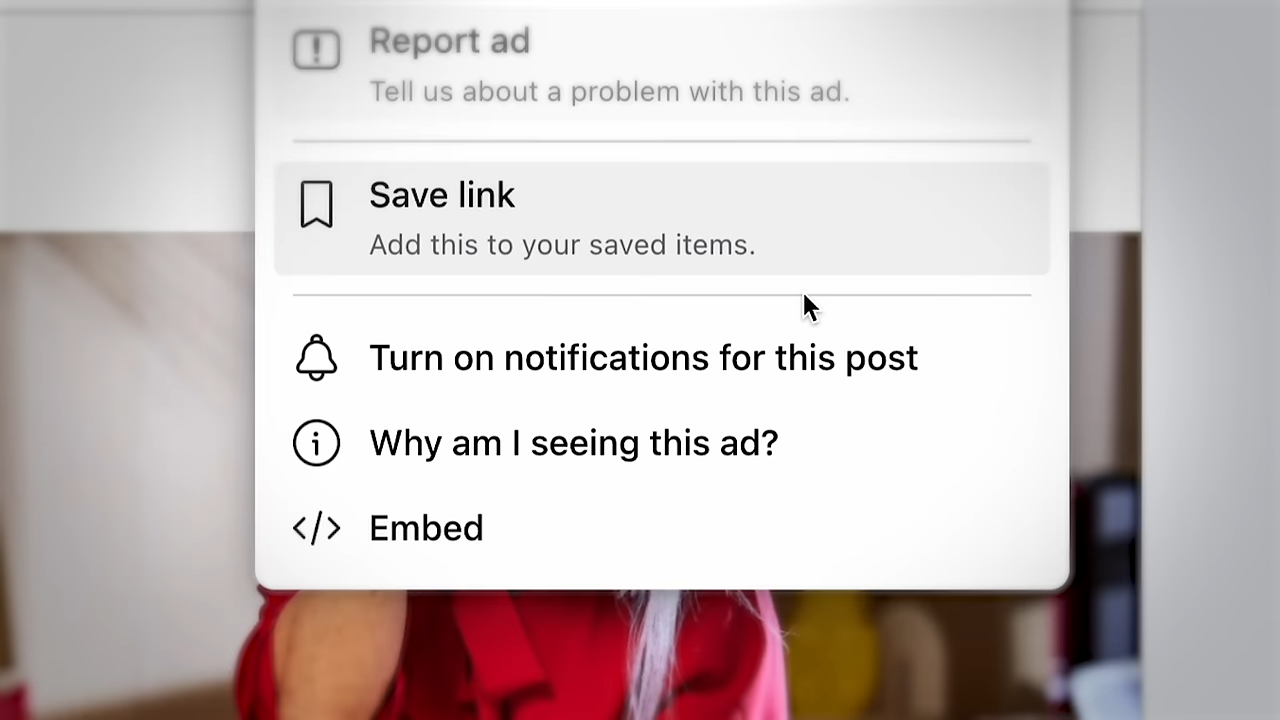 Report ad
Tell us about a problem with this ad.
Save link
Add this to your saved items.
Turn on notifications for this post
Why am I seeing this ad?
Embed